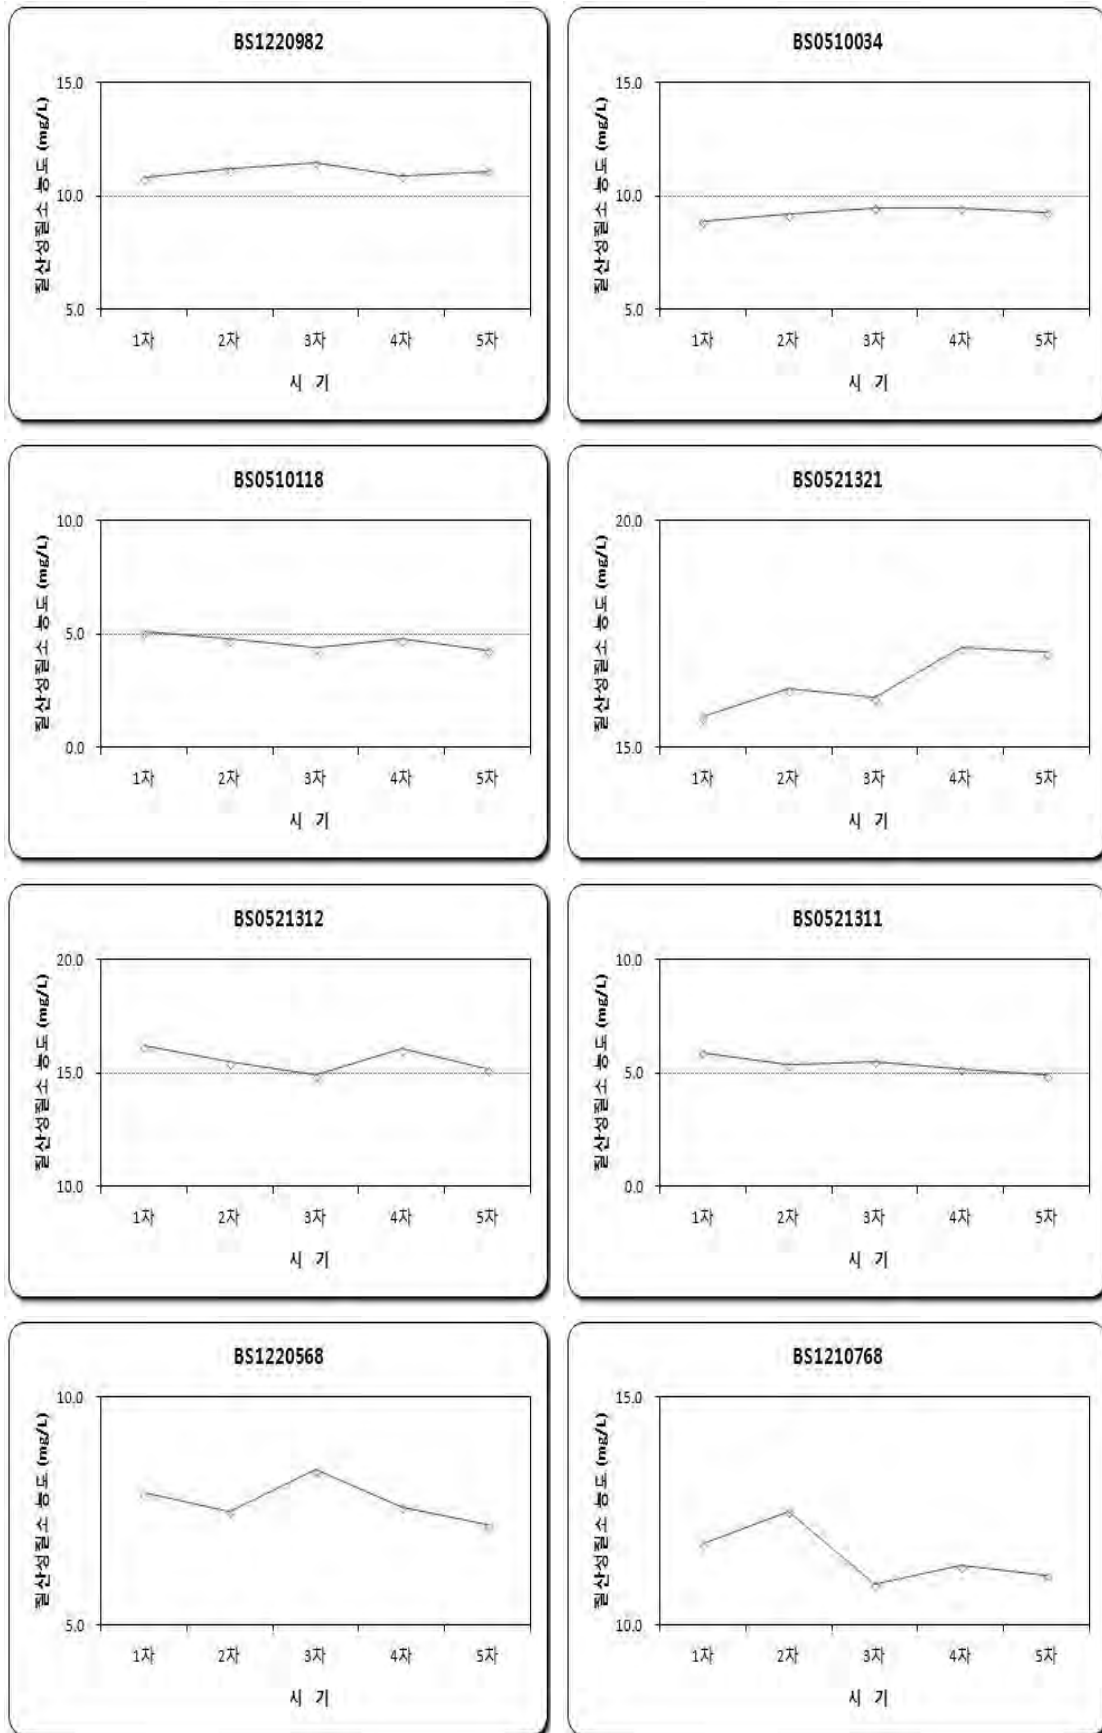 BS1220982
질산성질소 농도 (mg/L)
15.0
10.0
5.0
1차 2차 3차 4차 5차
시 기
BS0510034
질산성질소 농도 (mg/L)
15.0
10.0
5.0
1차 2차 3차 4차 5차
시 기
BS0510118
질산성질소 농도 (mg/L)
10.0
5.0
0.0
1차 2차 3차 4차 5차
시 기
BS0521321
질산성질소 농도 (mg/L)
20.0
15.0
1차 2차 3차 4차 5차
시 기
BS0521312
질산성질소 농도 (mg/L)
20.0
15.0
10.0
1차 2차 3차 4차 5차
시 기
BS0521311
질산성질소 농도 (mg/L)
10.0
5.0
0.0
1차 2차 3차 4차 5차
시 기
BS1220568
질산성질소 농도 (mg/L)
10.0
5.0
1차 2차 3차 4차 5차
시 기
BS1210768
질산성질소 농도 (mg/L)
15.0
10.0
1차 2차 3차 4차 5차
시 기